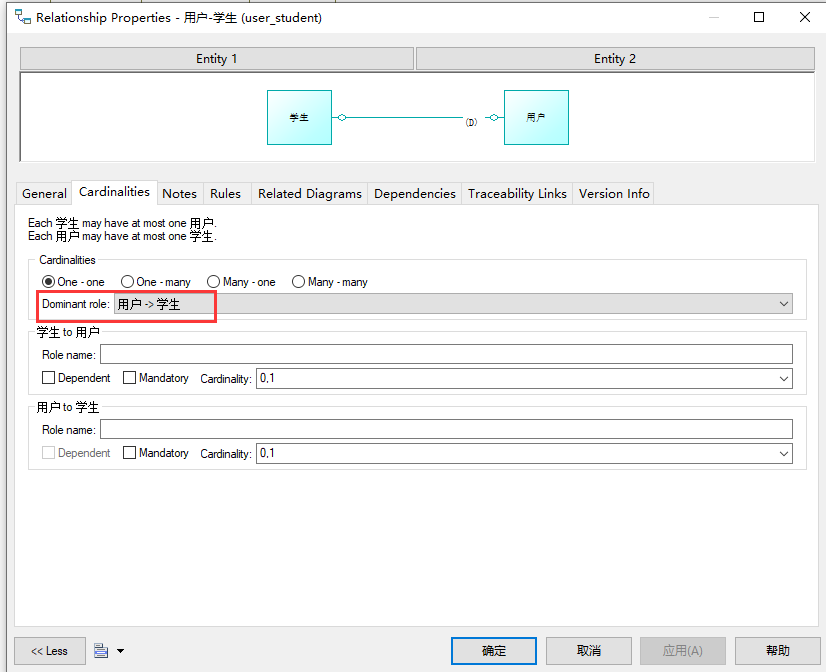 Relationship Properties - 用户-学生 (user_student)
Entity 1 Entity 2
学生 (D) 用户
General Cardinalities Notes Rules Related Diagrams Dependencies Traceability Links Version Info
Each 学生 may have at most one 用户.
Each 用户 may have at most one 学生.
Cardinalities
One - one One - many Many - one Many - many
Dominant role: 用户 -> 学生
学生 to 用户
Role name:
Dependent Mandatory Cardinality: 0,1
用户 to 学生
Role name:
Dependent Mandatory Cardinality: 0,1
<< Less 确定 取消 应用(A) 帮助